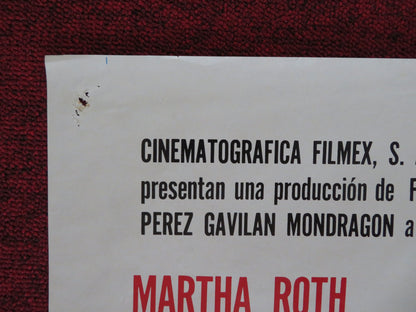 CINEMATOGRAFICA FILMEX, S.
presentan una producción de
PEREZ GAVILAN MONDRAGON a
MARTHA ROTH